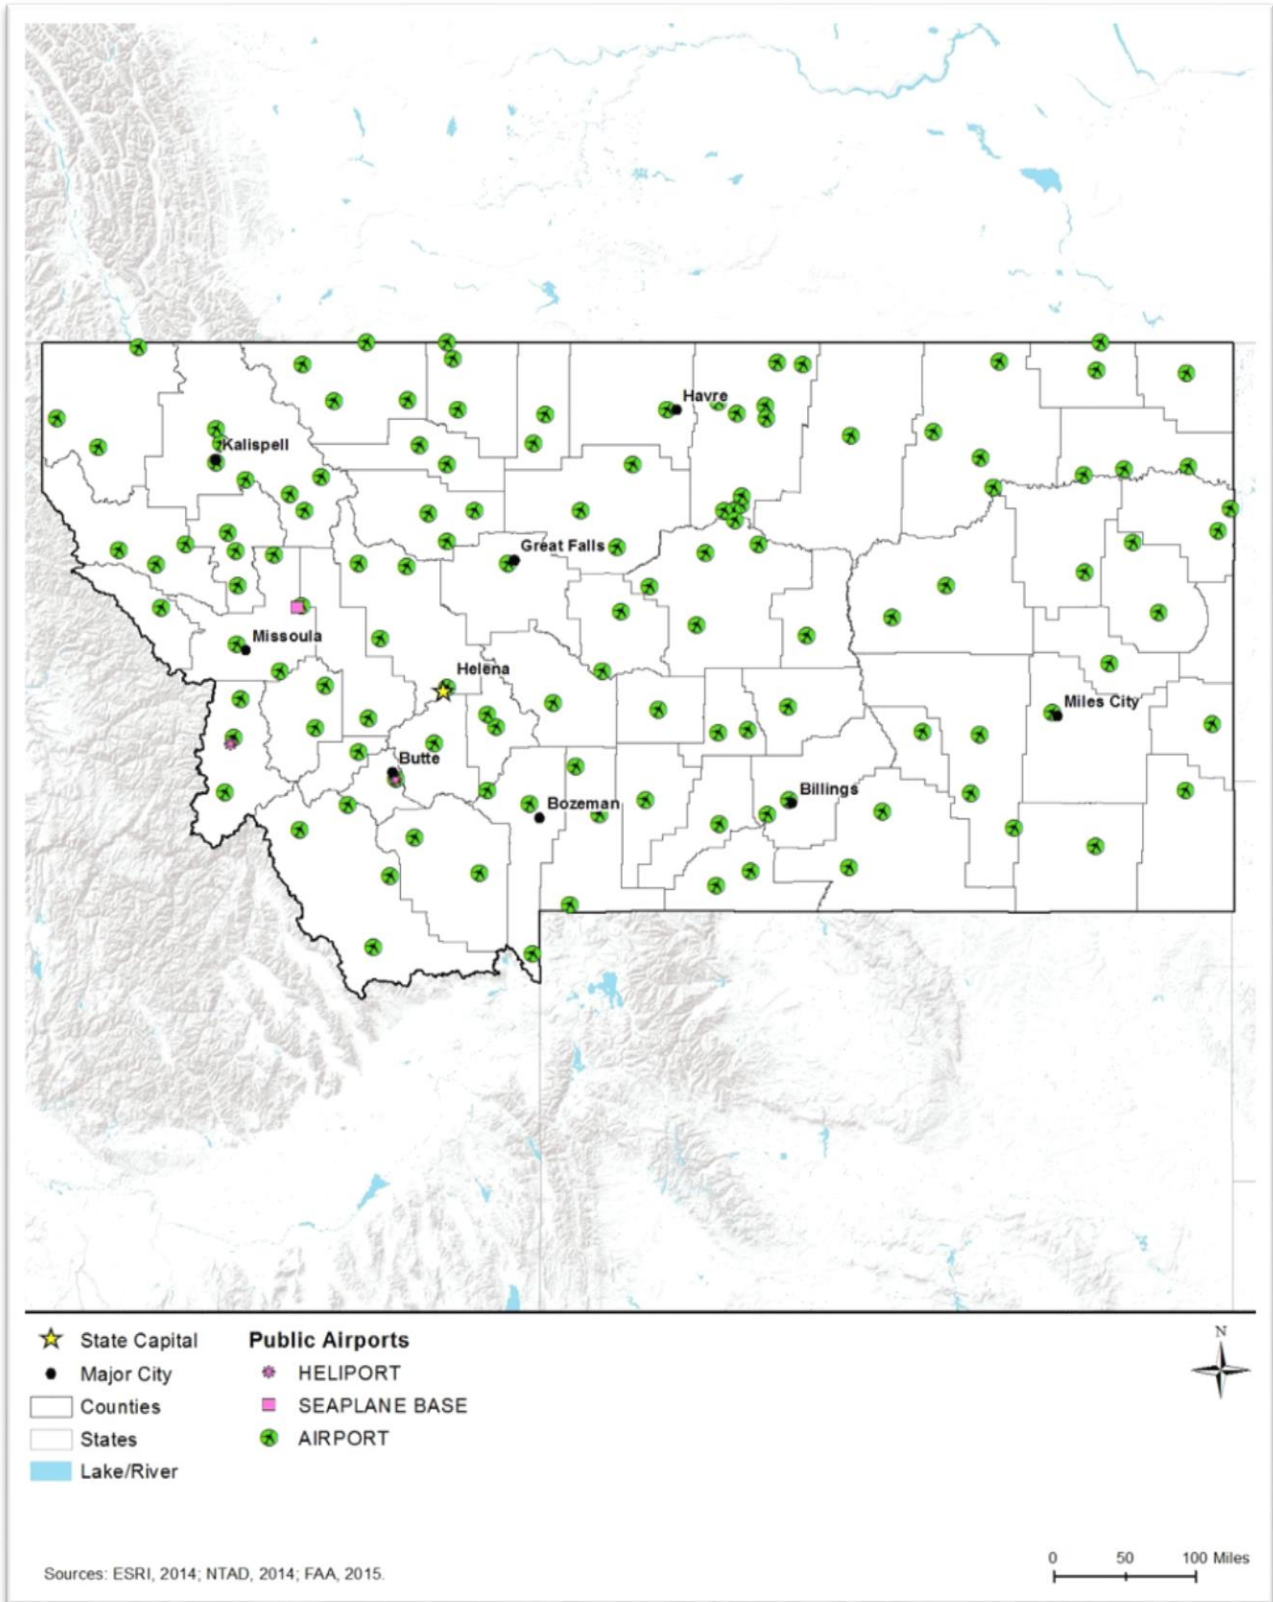 Havre
Kalispell
Great Falls
Missoula
Helena
Miles City
Butte
Billings
Bozeman
State Capital
Major City
Counties
States
Lake/River
Public Airports
HELIPORT
SEAPLANE BASE
AIRPORT
N
Sources: ESRI, 2014; NTAD, 2014; FAA, 2015.
0 50 100 Miles